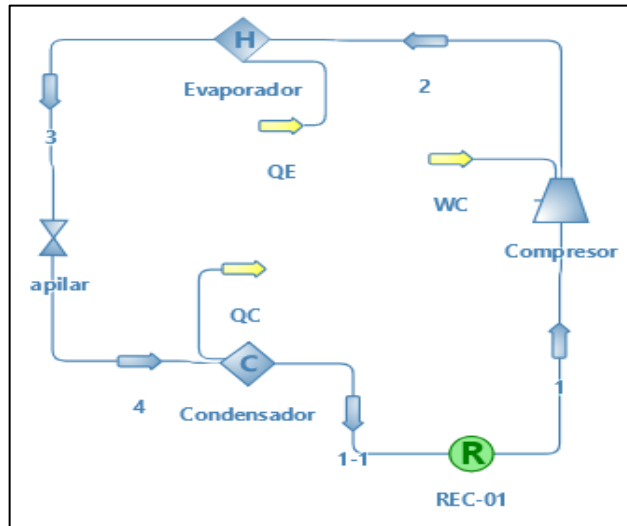 H
Evaporador
2
3
QE
WC
Compresor
apilar
QC
C
4
Condensador
1
1-1
R
REC-01